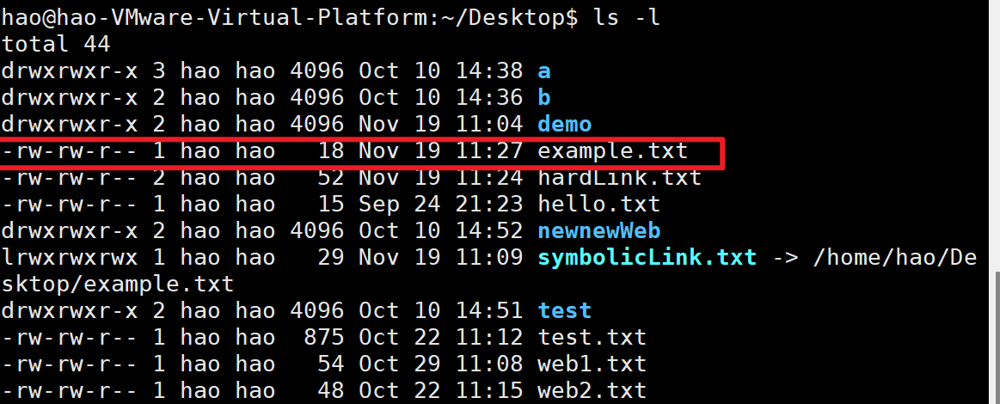 hao@hao-VMware-Virtual-Platform:~/Desktop$ ls -l
total 44
drwxrwxr-x 3 hao hao 4096 Oct 10 14:38 a
drwxrwxr-x 2 hao hao 4096 Oct 10 14:36 b
drwxrwxr-x 2 hao hao 4096 Nov 19 11:04 demo
-rw-rw-r-- 1 hao hao   18 Nov 19 11:27 example.txt
-rw-rw-r-- 2 hao hao   52 Nov 19 11:24 hardLink.txt
-rw-rw-r-- 1 hao hao   15 Sep 24 21:23 hello.txt
drwxrwxr-x 2 hao hao 4096 Oct 10 14:52 newnewWeb
lrwxrwxrwx 1 hao hao   29 Nov 19 11:09 symbolicLink.txt -> /home/hao/De
sktop/example.txt
drwxrwxr-x 2 hao hao 4096 Oct 10 14:51 test
-rw-rw-r-- 1 hao hao  875 Oct 22 11:12 test.txt
-rw-rw-r-- 1 hao hao   54 Oct 29 11:08 web1.txt
-rw-rw-r-- 1 hao hao   48 Oct 22 11:15 web2.txt